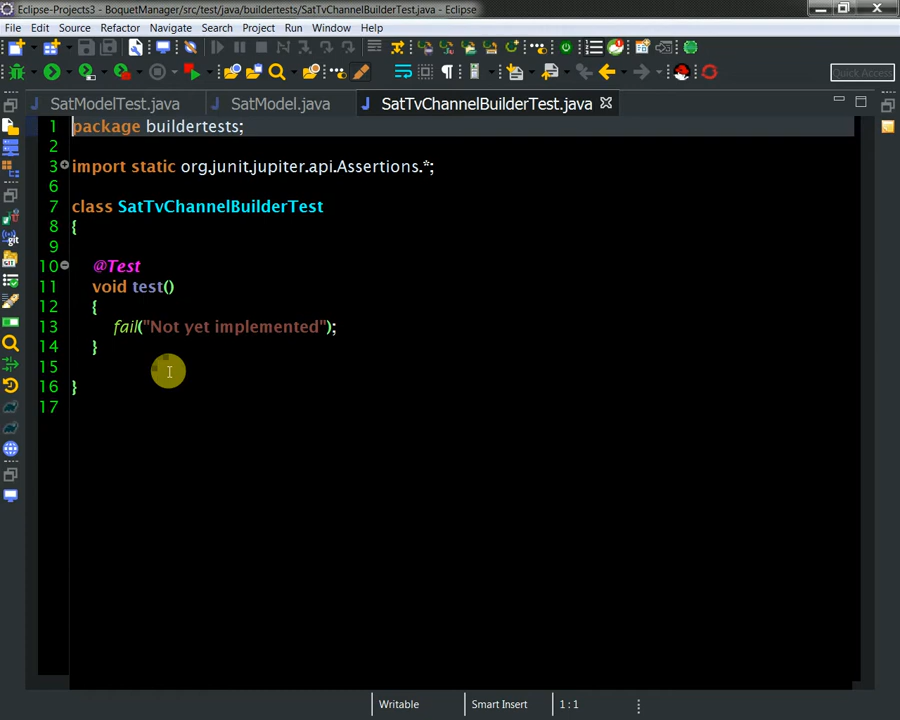 Eclipse-Projects3 - BoquetManager/src/test/java/buildertests/SatTvChannelBuilderTest.java - Eclipse
File Edit Source Refactor Navigate Search Project Run Window Help
Quick Access
SatModelTest.java SatModel.java SatTvChannelBuilderTest.java
1 package buildertests;
2
3 import static org.junit.jupiter.api.Assertions.*;
6
7 class SatTvChannelBuilderTest
8 {
9
10 @Test
11 void test()
12 {
13 fail("Not yet implemented");
14 }
15
16 }
17
Writable Smart Insert 1 : 1